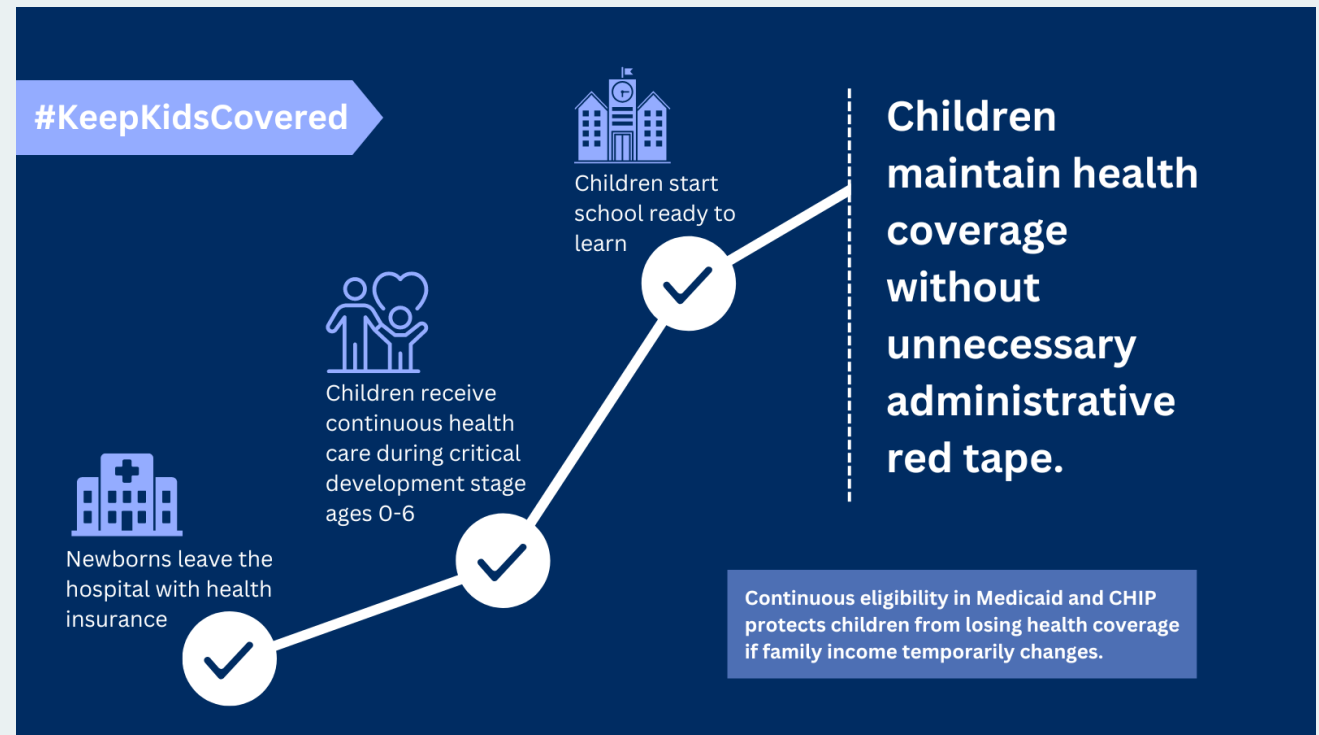 #KeepKidsCovered
Newborns leave the
hospital with health
insurance
Children receive
continuous health
care during critical
development stage
ages 0-6
Children start
school ready to
learn
Children
maintain health
coverage
without
unnecessary
administrative
red tape.
Continuous eligibility in Medicaid and CHIP
protects children from losing health coverage
if family income temporarily changes.